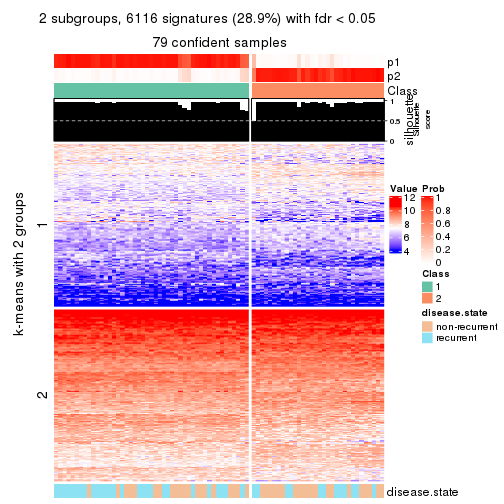 2 subgroups, 6116 signatures (28.9%) with fdr < 0.05
79 confident samples
p1
p2
Class
1
0.5
0
silhouette
Silhouette
score
k-means with 2 groups
1
2
Value
12
10
8
6
4
Prob
1
0.8
0.6
0.4
0.2
0
Class
1
2
disease.state
non-recurrent
recurrent
disease.state